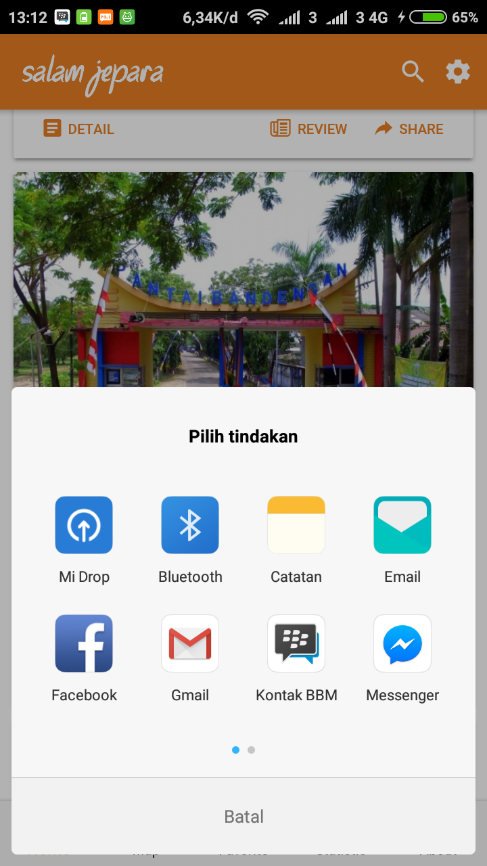 13:12 6,34K/d 3 3 4G 65%
salam jepara
DETAIL REVIEW SHARE
PANTAI BANDENGAN
Pilih tindakan
Mi Drop Bluetooth Catatan Email
Facebook Gmail Kontak BBM Messenger
Batal